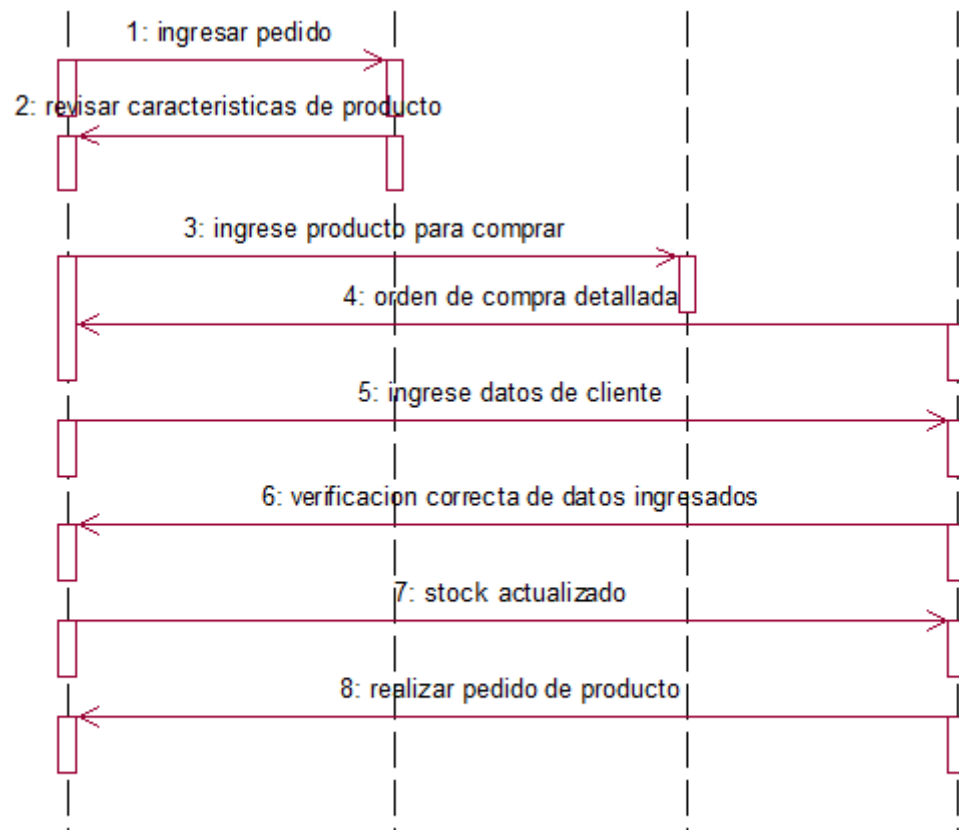 1: ingresar pedido
2: revisar caracteristicas de producto
3: ingrese producto para comprar
4: orden de compra detallada
5: ingrese datos de cliente
6: verificacion correcta de datos ingresados
7: stock actualizado
8: realizar pedido de producto